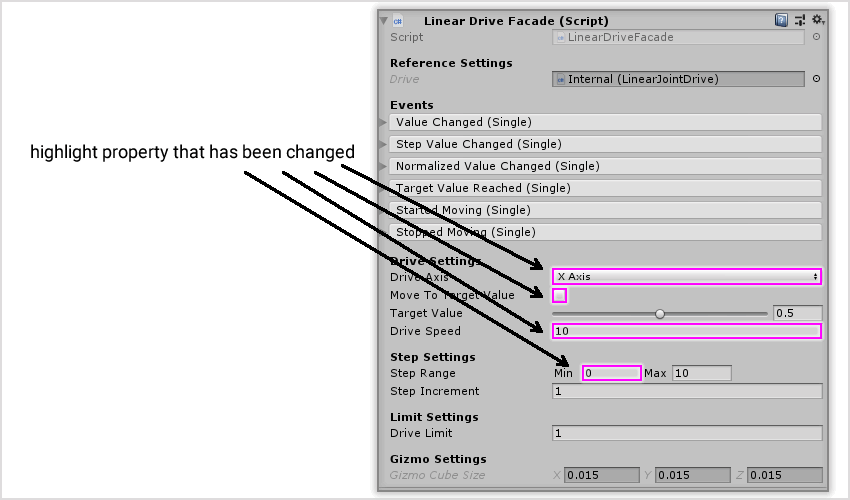 Linear Drive Facade (Script)
Script LinearDriveFacade
Reference Settings
Drive Internal (LinearJointDrive)
Events
Value Changed (Single)
Step Value Changed (Single)
highlight property that has been changed
Normalized Value Changed (Single)
Target Value Reached (Single)
Started Moving (Single)
Stopped Moving (Single)
Drive Settings
Drive Axis X Axis
Move To Target Value
Target Value 0.5
Drive Speed 10
Step Settings
Step Range Min 0 Max 10
Step Increment 1
Limit Settings
Drive Limit 1
Gizmo Settings
Gizmo Cube Size X 0.015 Y 0.015 Z 0.015